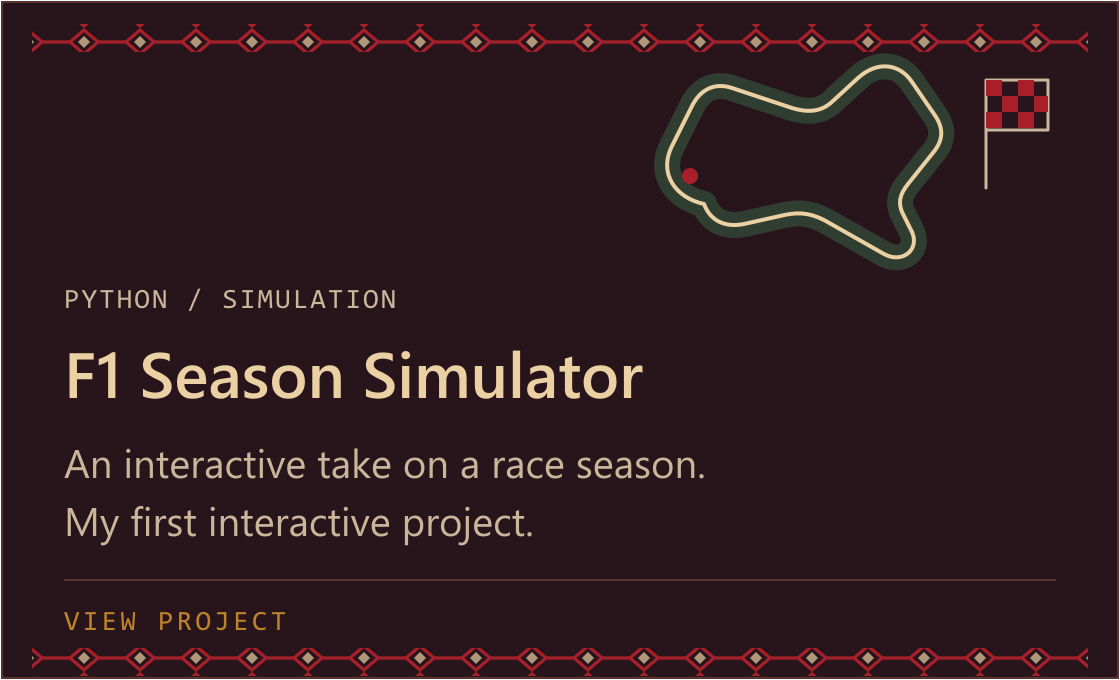 PYTHON / SIMULATION
F1 Season Simulator
An interactive take on a race season.
My first interactive project.
VIEW PROJECT